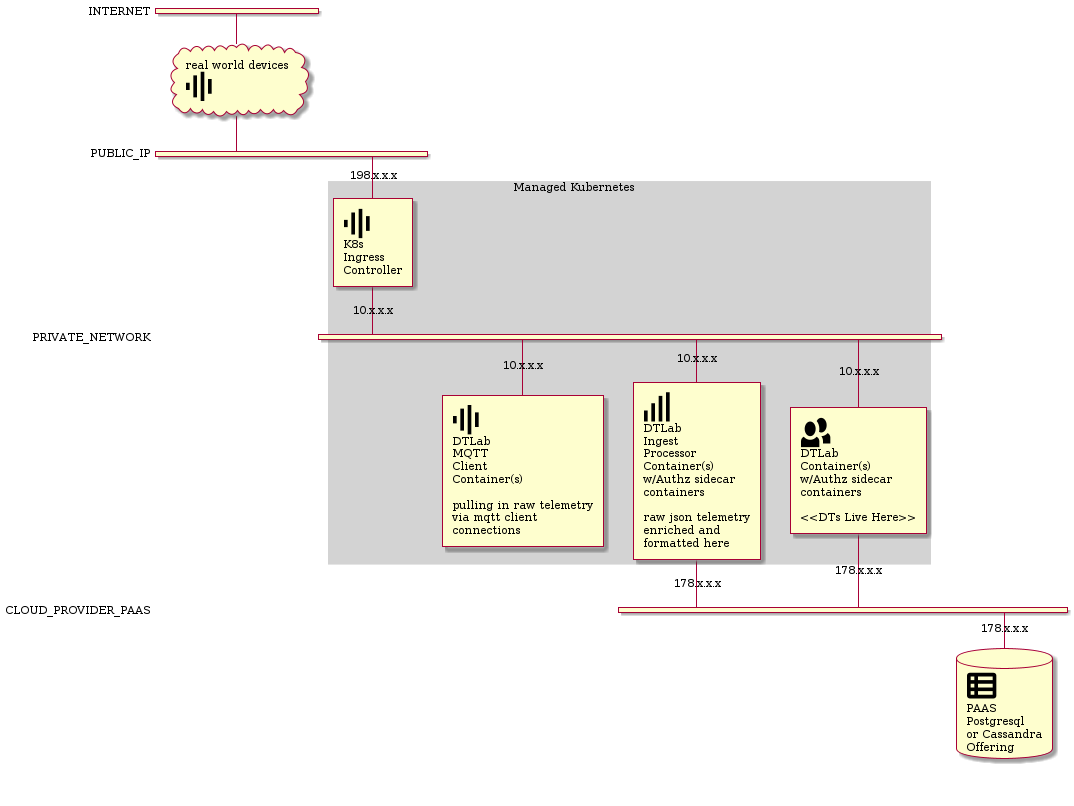 INTERNET
real world devices
PUBLIC_IP
198.x.x.x
Managed Kubernetes
K8s
Ingress
Controller
10.x.x.x
PRIVATE_NETWORK
10.x.x.x
10.x.x.x
10.x.x.x
DTLab
MQTT
Client
Container(s)
pulling in raw telemetry
via mqtt client
connections
DTLab
Ingest
Processor
Container(s)
w/Authz sidecar
containers
raw json telemetry
enriched and
formatted here
DTLab
Container(s)
w/Authz sidecar
containers
<<DTs Live Here>>
178.x.x.x
178.x.x.x
CLOUD_PROVIDER_PAAS
178.x.x.x
PAAS
Postgresql
or Cassandra
Offering